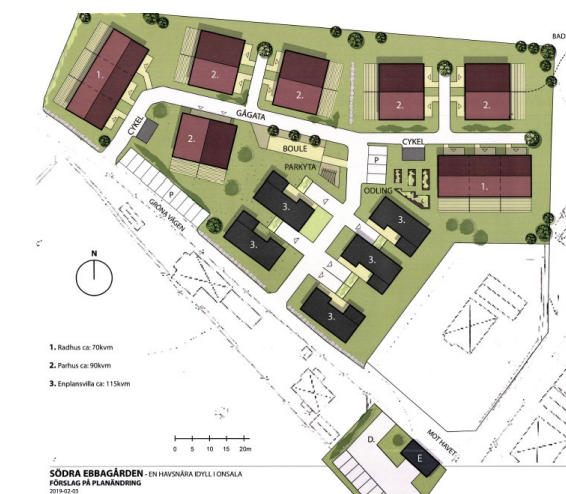 BAD
1.
2.
2.
2.
2.
GÅGATA
CYKEL
2.
BOULE
PARKYTA
P
CYKEL
ODLING
1.
P
GRÖNA VÄGEN
3.
3.
3.
3.
3.
N
1. Radhus ca: 70kvm
2. Parhus ca: 90kvm
3. Enplansvilla ca: 115kvm
0 5 10 15 20m
D.
E
MOT HAVET
SÖDRA EBBAGÅRDEN - EN HAVSNÄRA IDYLL I ONSALA
FÖRSLAG PÅ PLANÄNDRING
2019-02-03